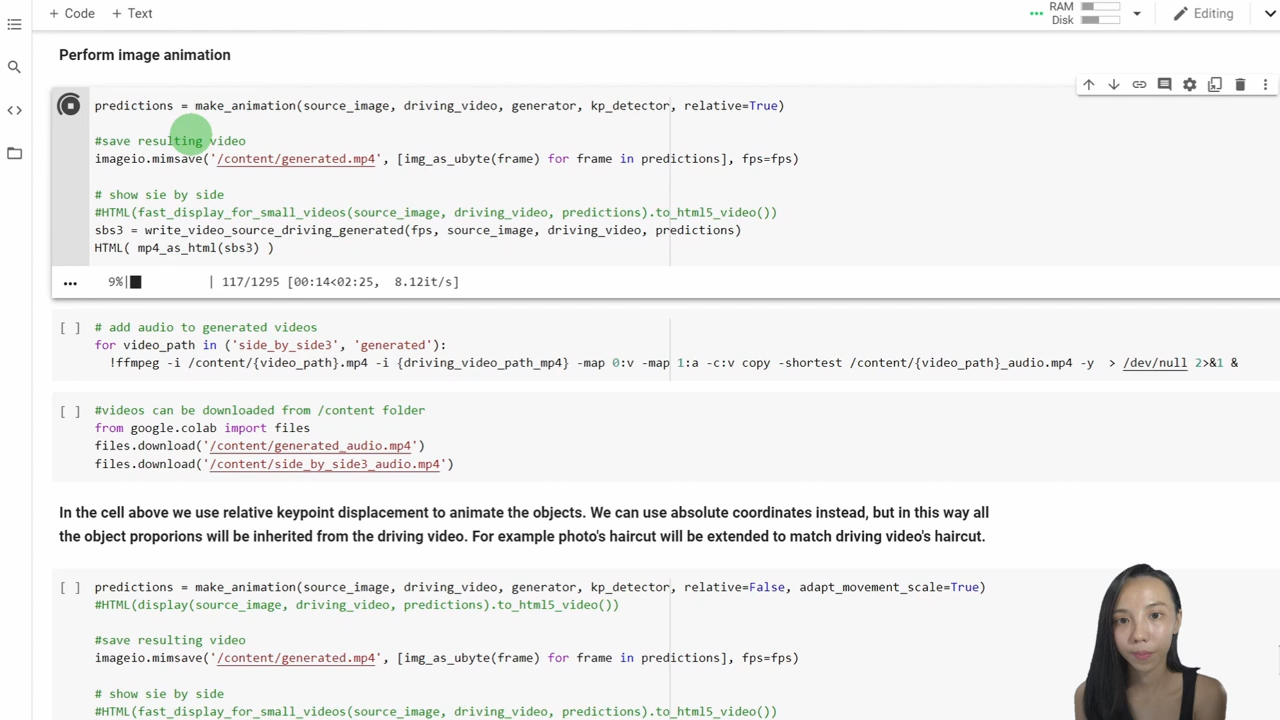 + Code + Text
RAM
Disk
Editing
Perform image animation
predictions = make_animation(source_image, driving_video, generator, kp_detector, relative=True)
#save resulting video
imageio.mimsave('/content/generated.mp4', [img_as_ubyte(frame) for frame in predictions], fps=fps)
# show sie by side
#HTML(fast_display_for_small_videos(source_image, driving_video, predictions).to_html5_video())
sbs3 = write_video_source_driving_generated(fps, source_image, driving_video, predictions)
HTML( mp4_as_html(sbs3) )
9%| | 117/1295 [00:14<02:25, 8.12it/s]
[ ] # add audio to generated videos
for video_path in ('side_by_side3', 'generated'):
!ffmpeg -i /content/{video_path}.mp4 -i {driving_video_path_mp4} -map 0:v -map 1:a -c:v copy -shortest /content/{video_path}_audio.mp4 -y > /dev/null 2>&1 &
[ ] #videos can be downloaded from /content folder
from google.colab import files
files.download('/content/generated_audio.mp4')
files.download('/content/side_by_side3_audio.mp4')
In the cell above we use relative keypoint displacement to animate the objects. We can use absolute coordinates instead, but in this way all
the object proporions will be inherited from the driving video. For example photo's haircut will be extended to match driving video's haircut.
[ ] predictions = make_animation(source_image, driving_video, generator, kp_detector, relative=False, adapt_movement_scale=True)
#HTML(display(source_image, driving_video, predictions).to_html5_video())
#save resulting video
imageio.mimsave('/content/generated.mp4', [img_as_ubyte(frame) for frame in predictions], fps=fps)
# show sie by side
#HTML(fast_display_for_small_videos(source_image, driving_video, predictions).to_html5_video())